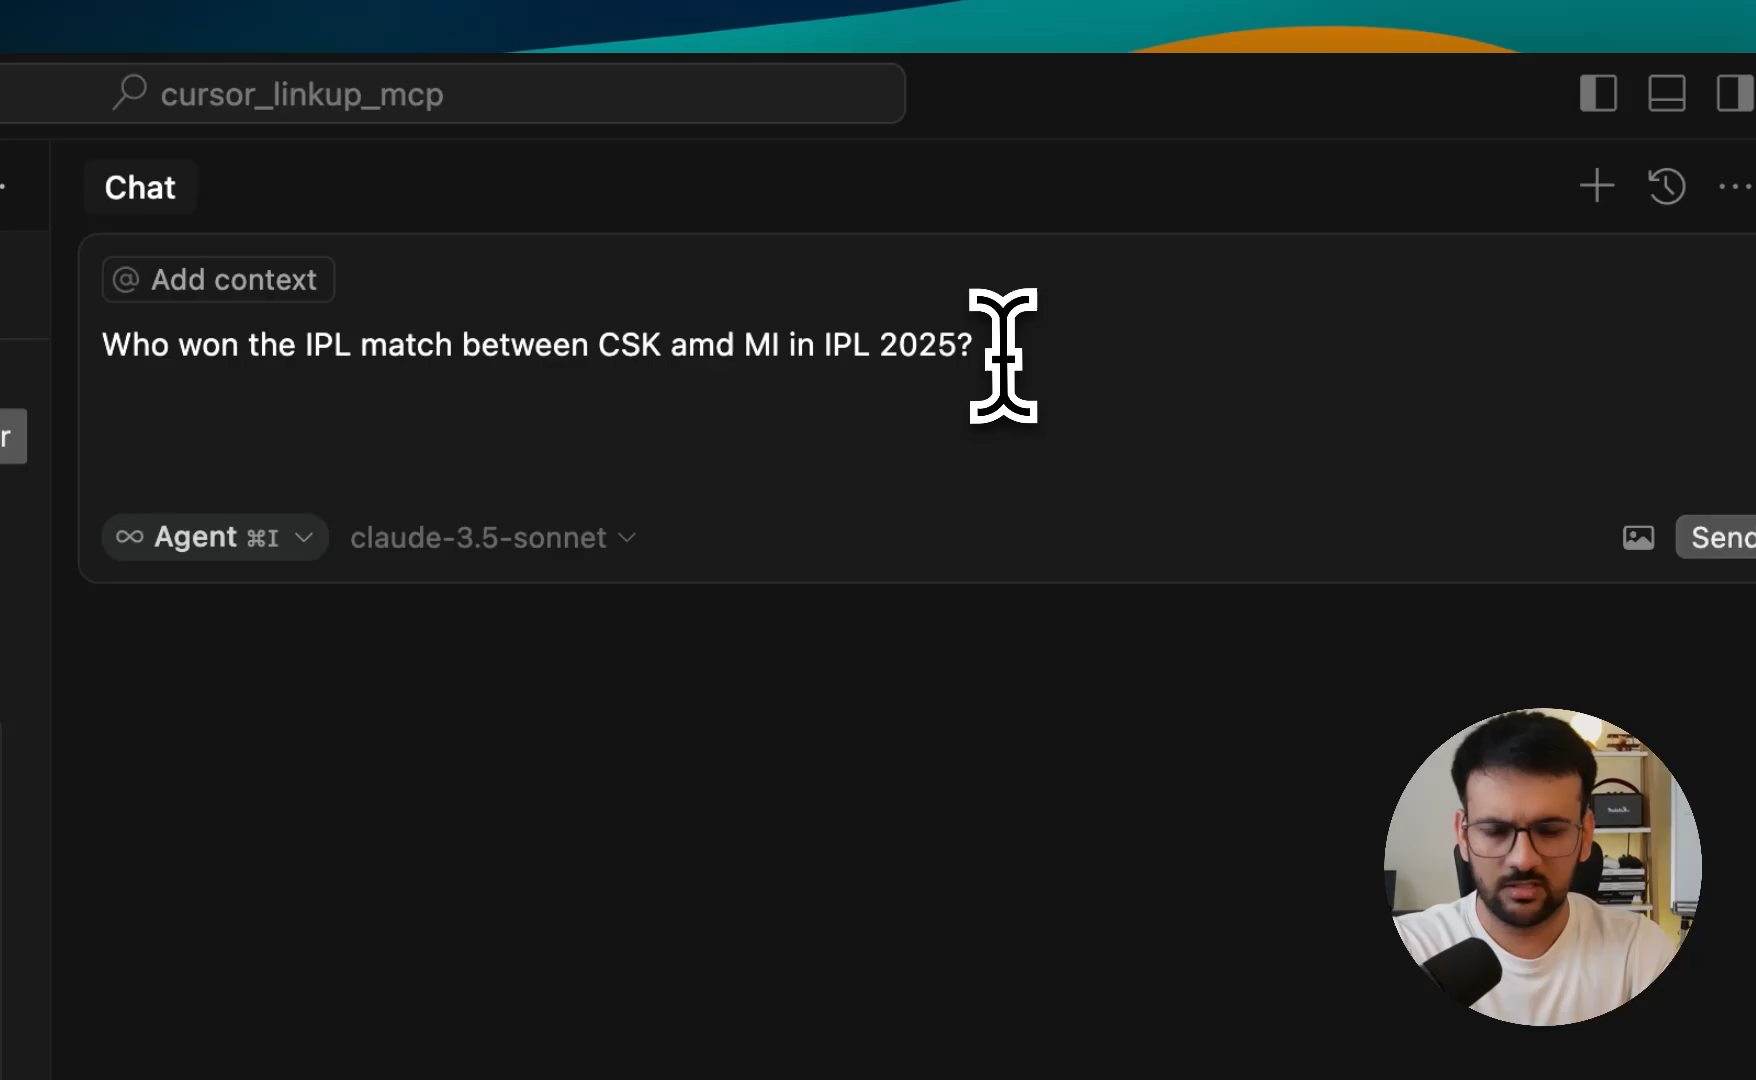 cursor_linkup_mcp
Chat
@ Add context
Who won the IPL match between CSK amd MI in IPL 2025?
r
∞ Agent ⌘I
claude-3.5-sonnet
Send